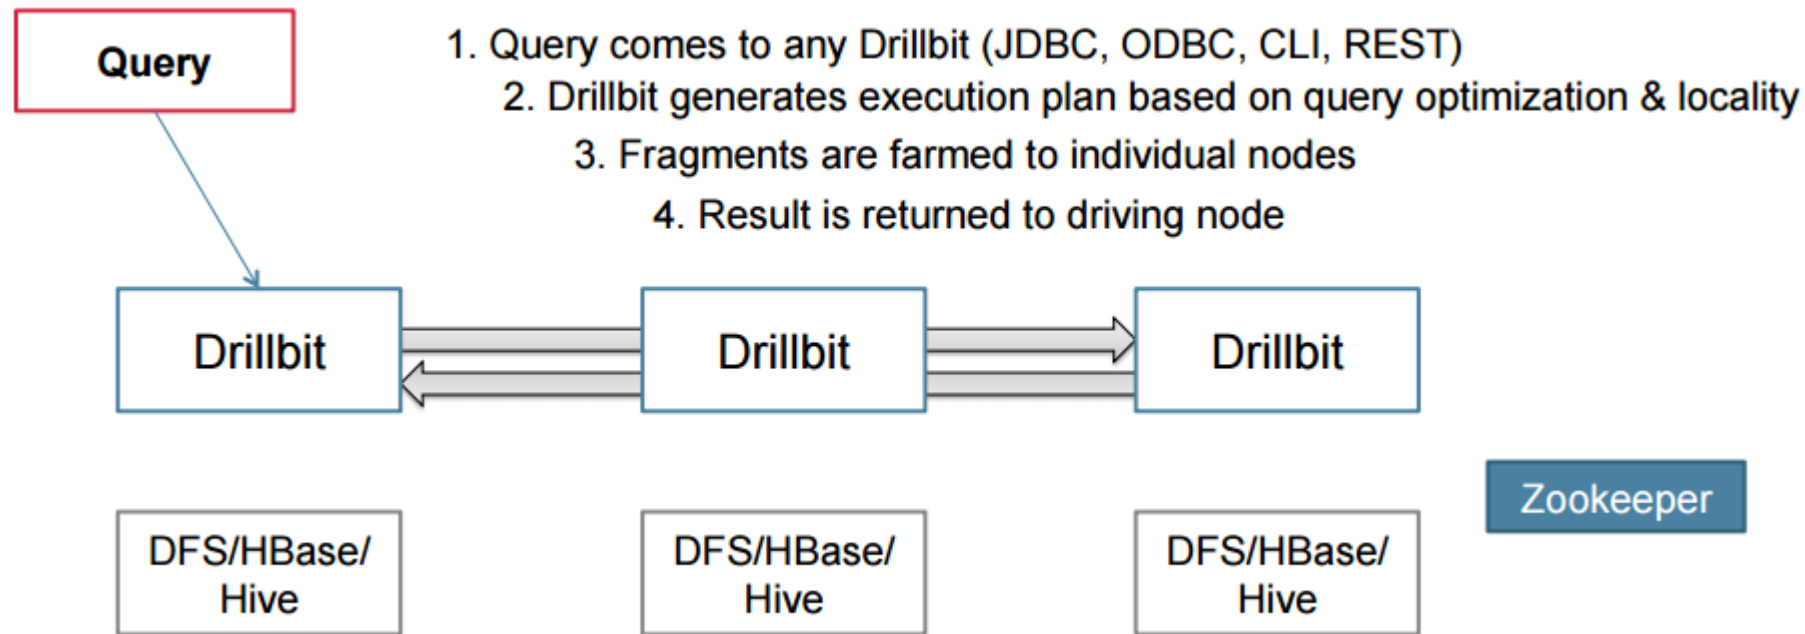 Query
1. Query comes to any Drillbit (JDBC, ODBC, CLI, REST)
2. Drillbit generates execution plan based on query optimization & locality
3. Fragments are farmed to individual nodes
4. Result is returned to driving node
Drillbit
Drillbit
Drillbit
Zookeeper
DFS/HBase/
Hive
DFS/HBase/
Hive
DFS/HBase/
Hive